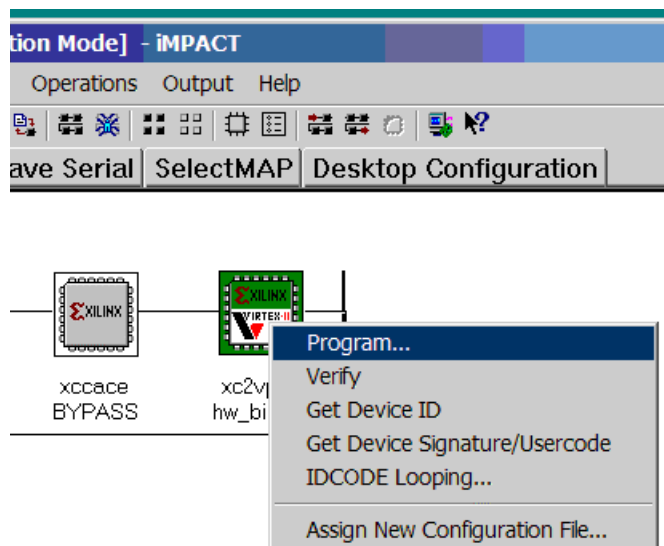 tion Mode] - iMPACT
Operations Output Help
ave Serial SelectMAP Desktop Configuration
XILINX
XILINX
VIRTEX-II
xccace
BYPASS
xc2vp
hw_bi
Program...
Verify
Get Device ID
Get Device Signature/Usercode
IDCODE Looping...
Assign New Configuration File...